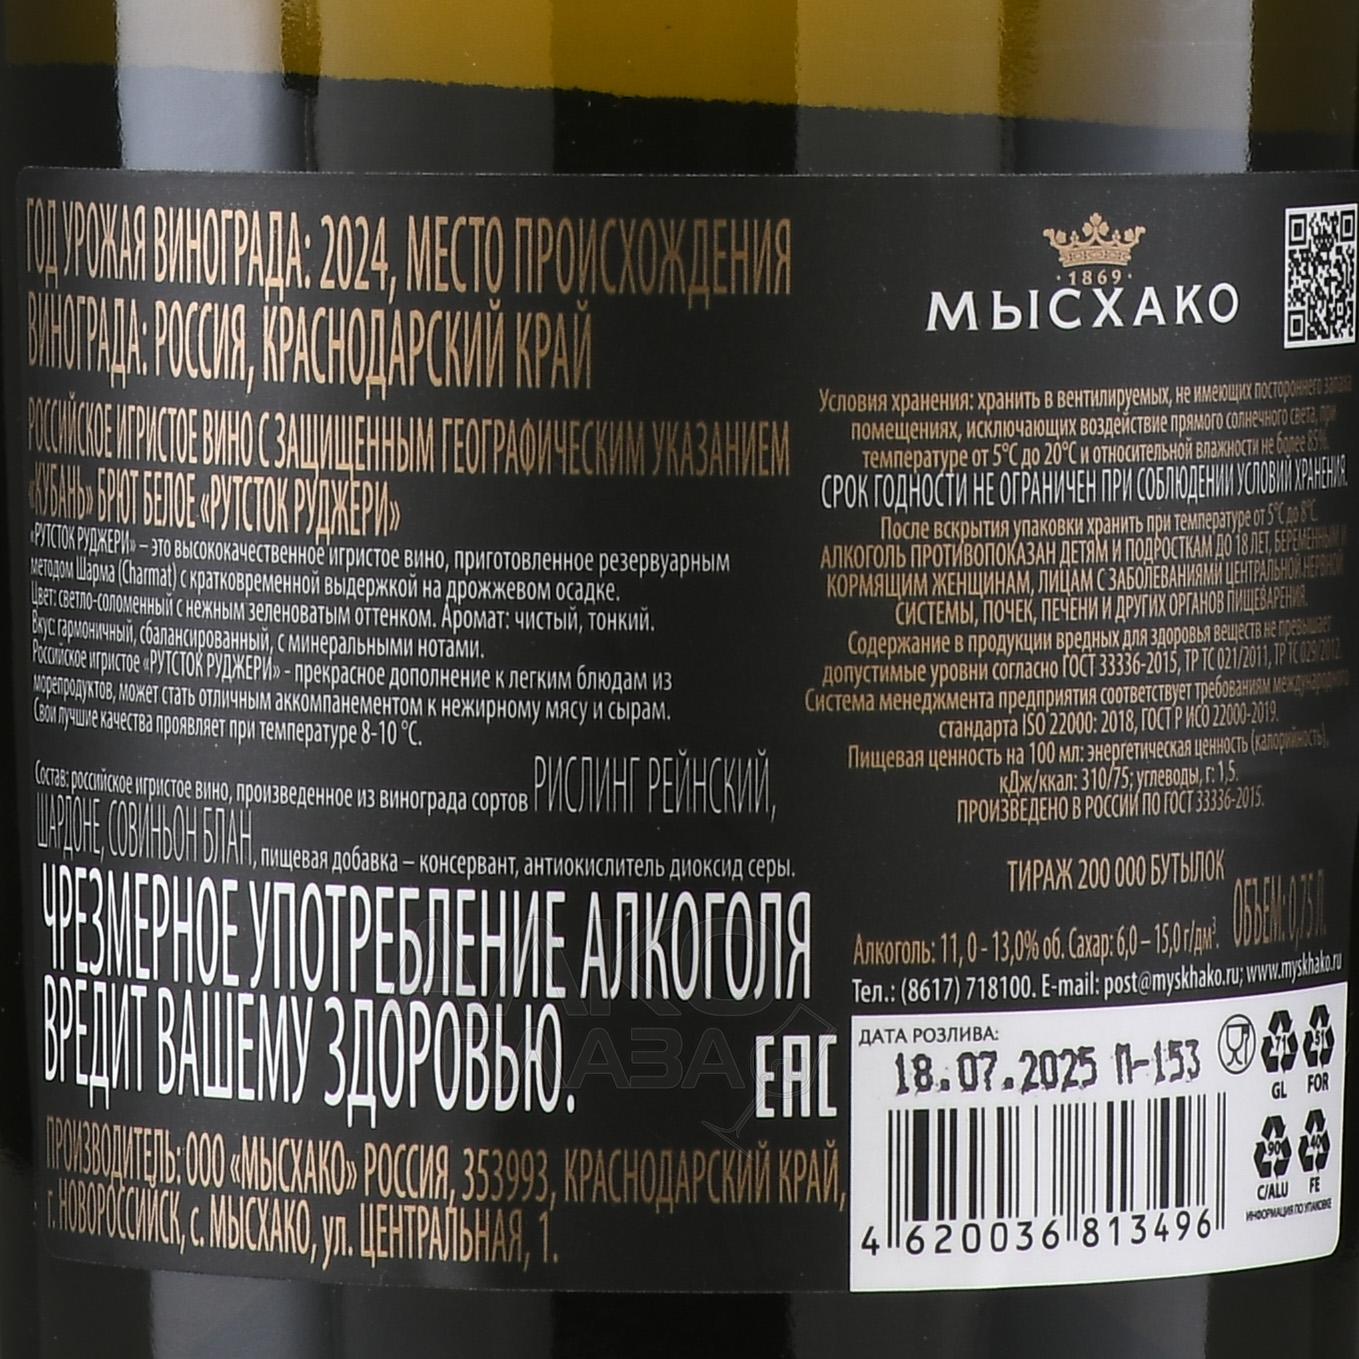 ГОД УРОЖАЯ ВИНОГРАДА: 2024, МЕСТО ПРОИСХОЖДЕНИЯ
ВИНОГРАДА: РОССИЯ, КРАСНОДАРСКИЙ КРАЙ
РОССИЙСКОЕ ИГРИСТОЕ ВИНО С ЗАЩИЩЕННЫМ ГЕОГРАФИЧЕСКИМ УКАЗАНИЕМ
«КУБАНЬ» БРЮТ БЕЛОЕ «РУТСТОК РУДЖЕРИ»
«РУТСТОК РУДЖЕРИ» – это высококачественное игристое вино, приготовленное резервуарным
методом Шарма (Charmat) с кратковременной выдержкой на дрожжевом осадке.
Цвет: светло-соломенный с нежным зеленоватым оттенком. Аромат: чистый, тонкий.
Вкус: гармоничный, сбалансированный, с минеральными нотами.
Российское игристое «РУТСТОК РУДЖЕРИ» - прекрасное дополнение к легким блюдам из
морепродуктов, может стать отличным аккомпанементом к нежирному мясу и сырам.
Свои лучшие качества проявляет при температуре 8-10 °C.
Состав: российское игристое вино, произведенное из винограда сортов РИСЛИНГ РЕЙНСКИЙ,
ШАРДОНЕ, СОВИНЬОН БЛАН, пищевая добавка – консервант, антиокислитель диоксид серы.
ЧРЕЗМЕРНОЕ УПОТРЕБЛЕНИЕ АЛКОГОЛЯ
ВРЕДИТ ВАШЕМУ ЗДОРОВЬЮ.
EAC
ПРОИЗВОДИТЕЛЬ: ООО «МЫСХАКО» РОССИЯ, 353993, КРАСНОДАРСКИЙ КРАЙ,
г. НОВОРОССИЙСК, с. МЫСХАКО, ул. ЦЕНТРАЛЬНАЯ, 1.
·1869·
МЫСХАКО
Условия хранения: хранить в вентилируемых, не имеющих постороннего запаха
помещениях, исключающих воздействие прямого солнечного света, при
температуре от 5°C до 20°C и относительной влажности не более 85%.
СРОК ГОДНОСТИ НЕ ОГРАНИЧЕН ПРИ СОБЛЮДЕНИИ УСЛОВИЙ ХРАНЕНИЯ.
После вскрытия упаковки хранить при температуре от 5°C до 8°C.
АЛКОГОЛЬ ПРОТИВОПОКАЗАН ДЕТЯМ И ПОДРОСТКАМ ДО 18 ЛЕТ, БЕРЕМЕННЫМ И
КОРМЯЩИМ ЖЕНЩИНАМ, ЛИЦАМ С ЗАБОЛЕВАНИЯМИ ЦЕНТРАЛЬНОЙ НЕРВНОЙ
СИСТЕМЫ, ПОЧЕК, ПЕЧЕНИ И ДРУГИХ ОРГАНОВ ПИЩЕВАРЕНИЯ.
Содержание в продукции вредных для здоровья веществ не превышает
допустимые уровни согласно ГОСТ 33336-2015, ТР ТС 021/2011, ТР ТС 029/2012.
Система менеджмента предприятия соответствует требованиям международного
стандарта ISO 22000: 2018, ГОСТ Р ИСО 22000-2019.
Пищевая ценность на 100 мл: энергетическая ценность (калорийность),
кДж/ккал: 310/75; углеводы, г: 1,5.
ПРОИЗВЕДЕНО В РОССИИ ПО ГОСТ 33336-2015.
ТИРАЖ 200 000 БУТЫЛОК
Алкоголь: 11, 0 - 13,0% об. Сахар: 6,0 – 15,0 г/дм³. ОБЪЕМ: 0,75 Л.
Тел.: (8617) 718100. E-mail: post@myskhako.ru; www.myskhako.ru
ДАТА РОЗЛИВА:
18.07.2025 П-153
71 51
GL FOR
90 40
C/ALU FE
ИНФОРМАЦИЯ ПО УПАКОВКЕ
4 620036 813496